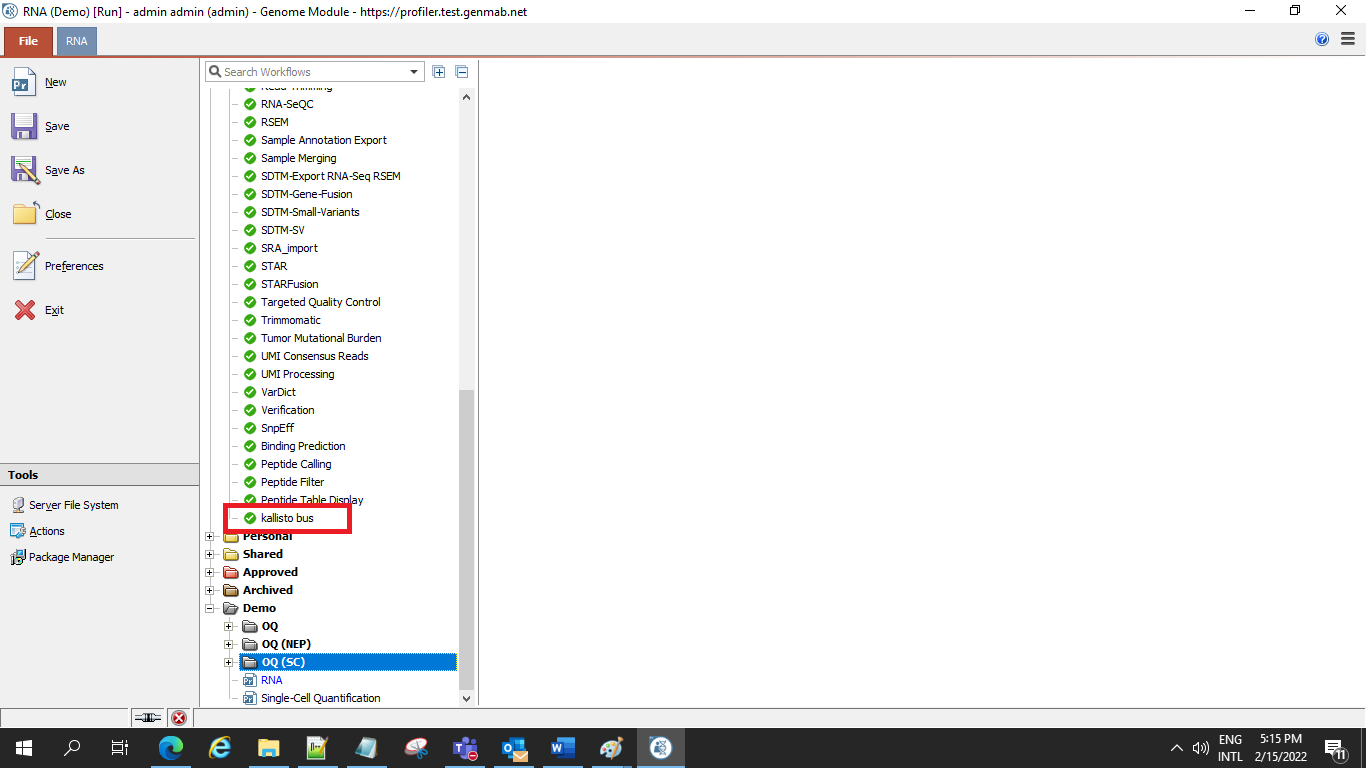 RNA (Demo) [Run] - admin admin (admin) - Genome Module - https://profiler.test.genmab.net
File
RNA
New
Save
Save As
Close
Preferences
Exit
Tools
Server File System
Actions
Package Manager
Search Workflows
Read Trimming
RNA-SeQC
RSEM
Sample Annotation Export
Sample Merging
SDTM-Export RNA-Seq RSEM
SDTM-Gene-Fusion
SDTM-Small-Variants
SDTM-SV
SRA_import
STAR
STARFusion
Targeted Quality Control
Trimmomatic
Tumor Mutational Burden
UMI Consensus Reads
UMI Processing
VarDict
Verification
SnpEff
Binding Prediction
Peptide Calling
Peptide Filter
Peptide Table Display
kallisto bus
Personal
Shared
Approved
Archived
Demo
OQ
OQ (NEP)
OQ (SC)
RNA
Single-Cell Quantification
ENG
INTL
5:15 PM
2/15/2022
11